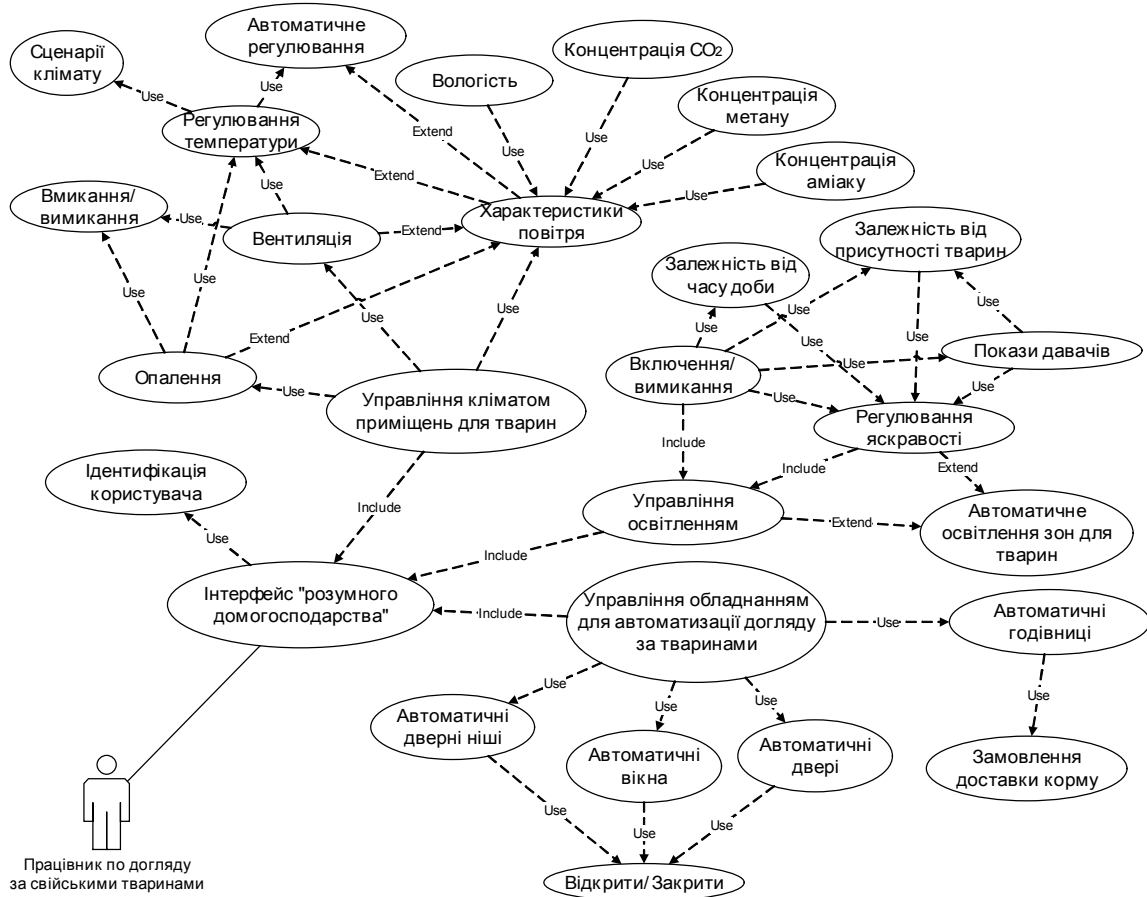 Автоматичне
регулювання
Сценарії
клімату
Концентрація CO2
Вологість
Use
Use
Концентрація
метану
Регулювання
температури
Extend
Use
Use
Use
Концентрація
аміаку
Extend
Use
Вмикання/
вимикання
Use
Use
Use
Вентиляція
Extend
Характеристики
повітря
Залежність від
присутності тварин
Залежність від
часу доби
Use
Use
Use
Use
Use
Extend
Use
Use
Use
Use
Опалення
Use
Включення/
вимикання
Use
Покази давачів
Управління кліматом
приміщень для тварин
Use
Use
Регулювання
яскравості
Include
Include
Extend
Ідентифікація
користувача
Include
Управління
освітленням
Extend
Автоматичне
освітлення зон для
тварин
Use
Include
Інтерфейс "розумного
домогосподарства"
Include
Управління обладнанням
для автоматизації догляду
за тваринами
Use
Автоматичні
годівниці
Use
Use
Use
Use
Автоматичні
дверні ніші
Автоматичні
вікна
Автоматичні
двері
Замовлення
доставки корму
Use
Use
Use
Працівник по догляду
за свійськими тваринами
Відкрити/ Закрити